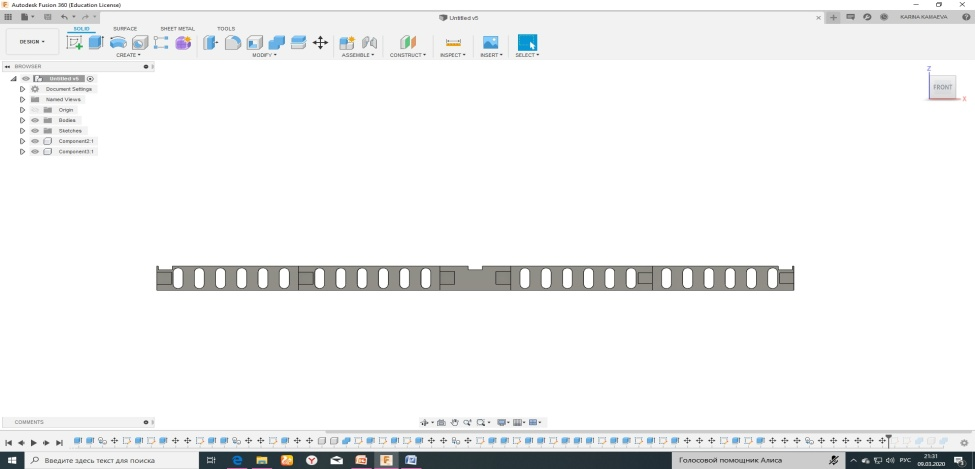 Autodesk Fusion 360 (Education License)
Untitled v5
KARINA KAMAEVA
SOLID SURFACE SHEET METAL TOOLS
DESIGN
CREATE MODIFY ASSEMBLE CONSTRUCT INSPECT INSERT SELECT
BROWSER
Untitled v5
Document Settings
Named Views
Origin
Bodies
Sketches
Component2:1
Component3:1
Z
FRONT
X
COMMENTS
Введите здесь текст для поиска
Голосовой помощник Алиса
РУС
21:31
09.03.2020